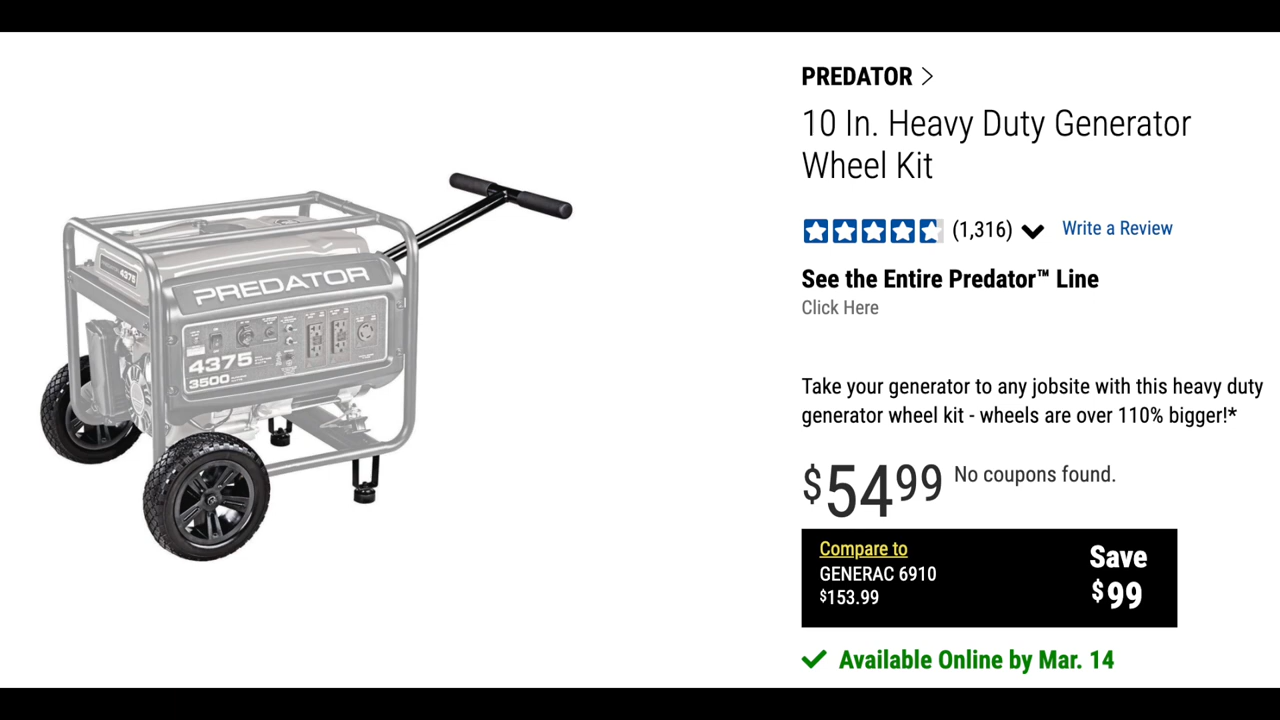 PREDATOR >
10 In. Heavy Duty Generator
Wheel Kit
(1,316)
Write a Review
See the Entire Predator™ Line
Click Here
Take your generator to any jobsite with this heavy duty
generator wheel kit - wheels are over 110% bigger!*
$54.99 No coupons found.
Compare to
GENERAC 6910
$153.99
Save
$99
Available Online by Mar. 14
4375
PREDATOR
4375
3500